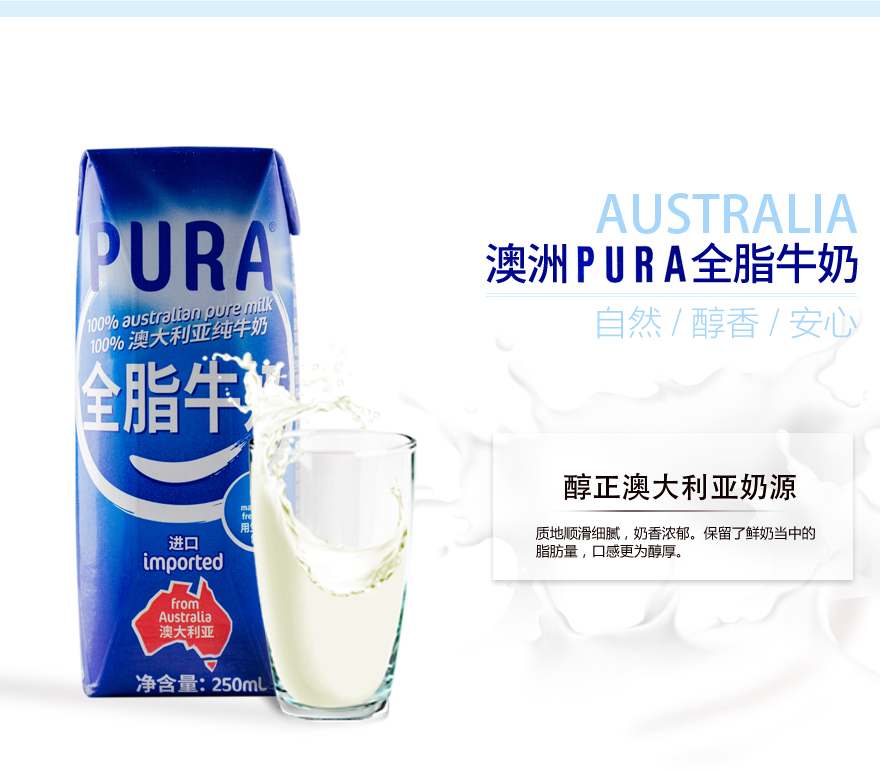 PURA®
100% australian pure milk
100% 澳大利亚纯牛奶
全脂牛奶
进口
imported
from
Australia
澳大利亚
净含量：250mL
AUSTRALIA
澳洲PURA全脂牛奶
自然 / 醇香 / 安心
醇正澳大利亚奶源
质地顺滑细腻，奶香浓郁。保留了鲜奶当中的
脂肪量，口感更为醇厚。